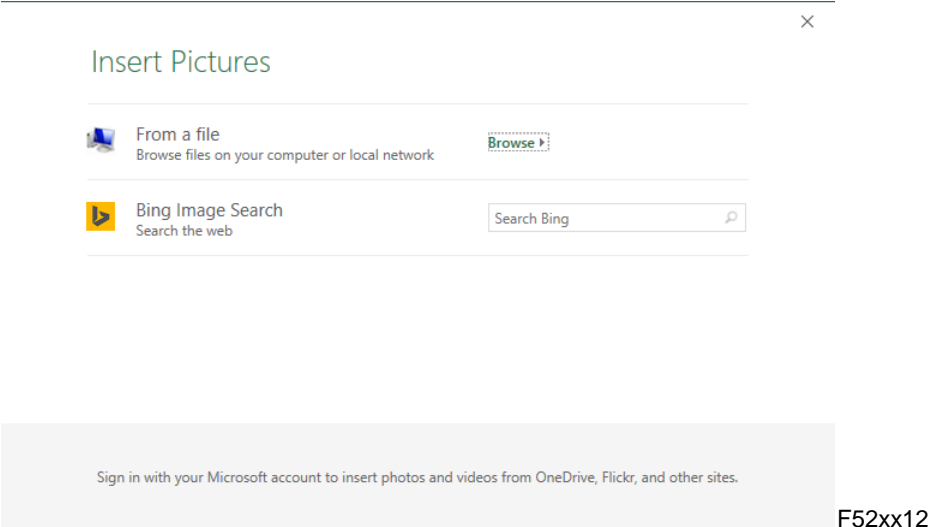 Insert Pictures
From a file
Browse files on your computer or local network
Browse
Bing Image Search
Search the web
Search Bing
Sign in with your Microsoft account to insert photos and videos from OneDrive, Flickr, and other sites.
F52xx12